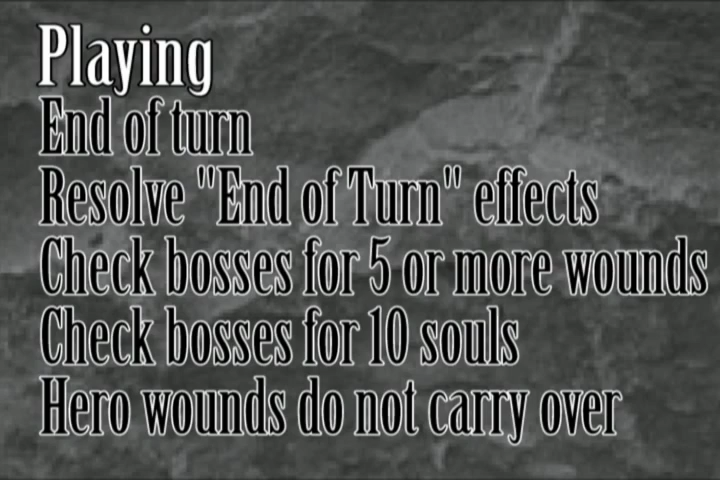 Playing
End of turn
Resolve "End of Turn" effects
Check bosses for 5 or more wounds
Check bosses for 10 souls
Hero wounds do not carry over